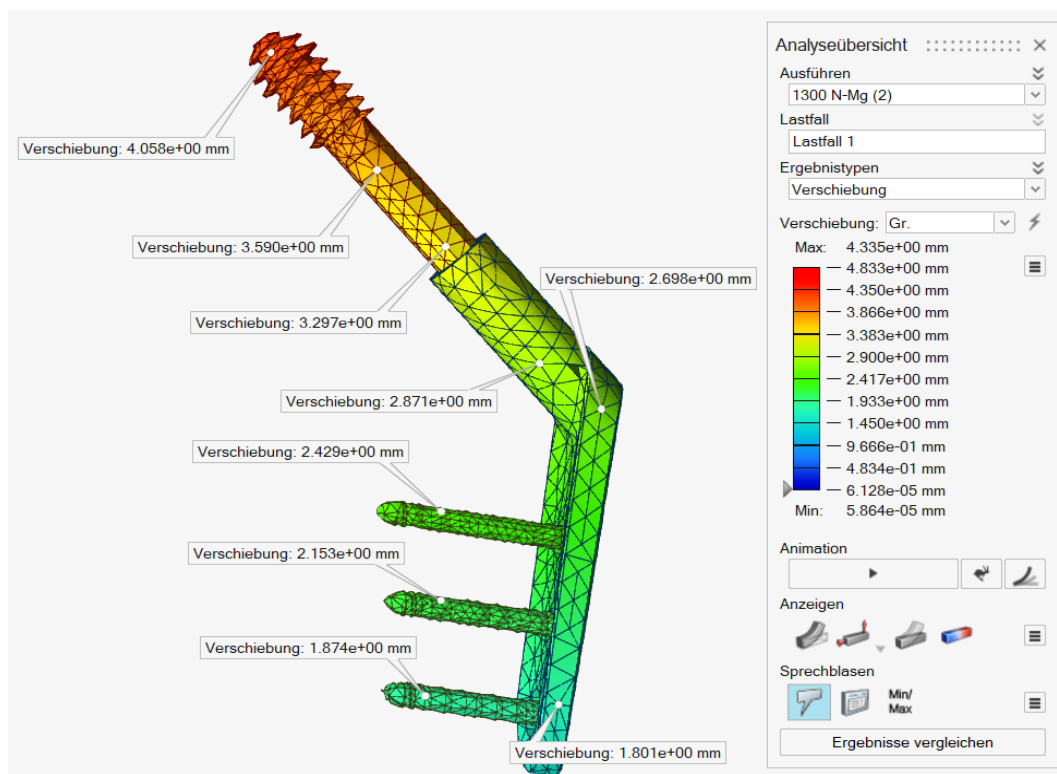 Verschiebung: 4.058e+00 mm
Verschiebung: 3.590e+00 mm
Verschiebung: 2.698e+00 mm
Verschiebung: 3.297e+00 mm
Verschiebung: 2.871e+00 mm
Verschiebung: 2.429e+00 mm
Verschiebung: 2.153e+00 mm
Verschiebung: 1.874e+00 mm
Verschiebung: 1.801e+00 mm
Analyseübersicht
Ausführen
1300 N-Mg (2)
Lastfall
Lastfall 1
Ergebnistypen
Verschiebung
Verschiebung: Gr.
Max: 4.335e+00 mm
4.833e+00 mm
4.350e+00 mm
3.866e+00 mm
3.383e+00 mm
2.900e+00 mm
2.417e+00 mm
1.933e+00 mm
1.450e+00 mm
9.666e-01 mm
4.834e-01 mm
6.128e-05 mm
Min: 5.864e-05 mm
Animation
Anzeigen
Sprechblasen
Min/
Max
Ergebnisse vergleichen